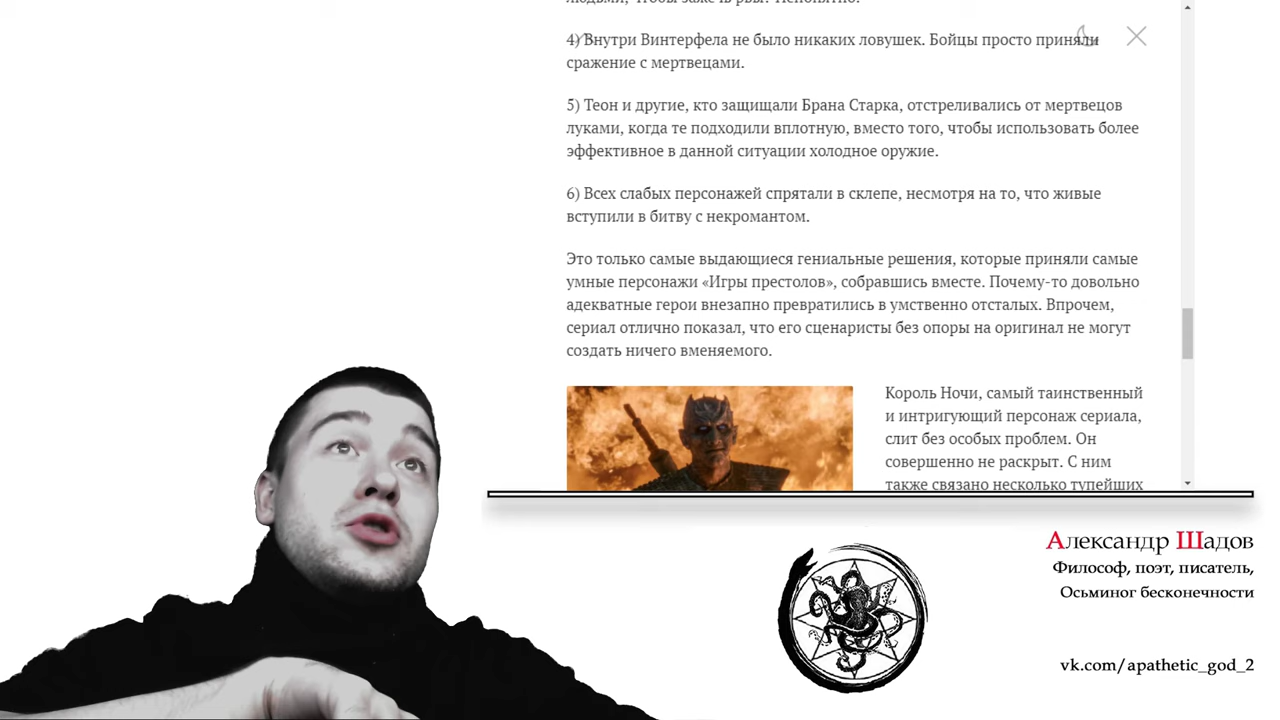 людьми, чтобы зажечь рвы? Непонятно.
4) Внутри Винтерфела не было никаких ловушек. Бойцы просто приняли
сражение с мертвецами.
5) Теон и другие, кто защищали Брана Старка, отстреливались от мертвецов
луками, когда те подходили вплотную, вместо того, чтобы использовать более
эффективное в данной ситуации холодное оружие.
6) Всех слабых персонажей спрятали в склепе, несмотря на то, что живые
вступили в битву с некромантом.
Это только самые выдающиеся гениальные решения, которые приняли самые
умные персонажи «Игры престолов», собравшись вместе. Почему-то довольно
адекватные герои внезапно превратились в умственно отсталых. Впрочем,
сериал отлично показал, что его сценаристы без опоры на оригинал не могут
создать ничего вменяемого.
Король Ночи, самый таинственный
и интригующий персонаж сериала,
слит без особых проблем. Он
совершенно не раскрыт. С ним
также связано несколько тупейших
Александр Шадов
Философ, поэт, писатель,
Осьминог бесконечности
vk.com/apathetic_god_2